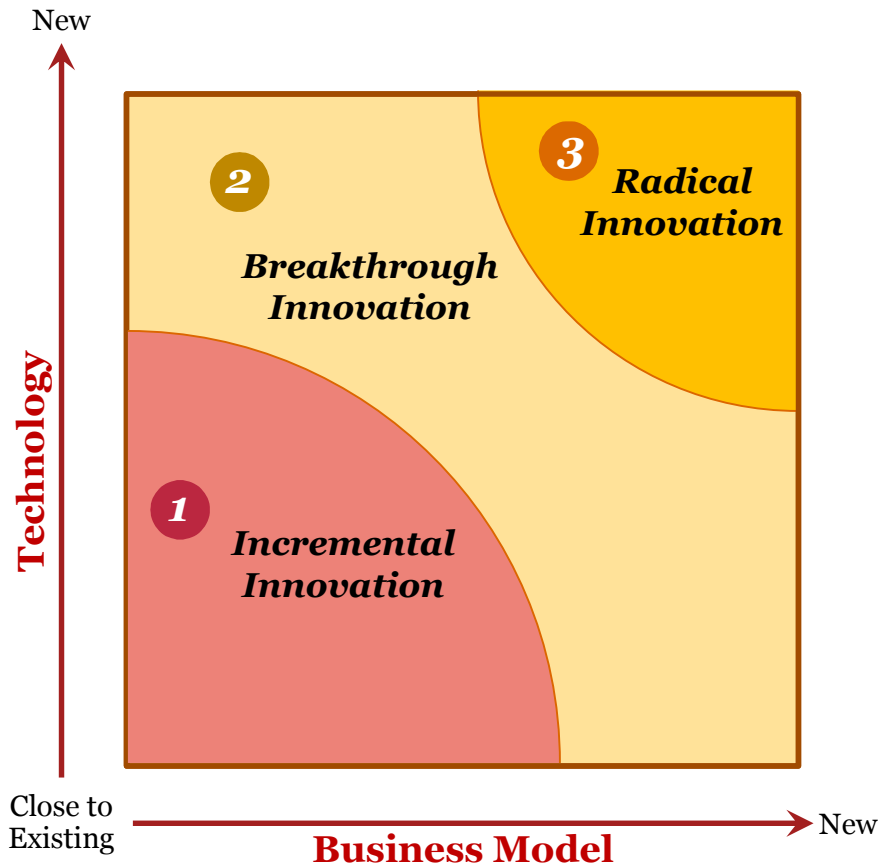 New
3
2
Radical
Innovation
Breakthrough
Innovation
Technology
1
Incremental
Innovation
Close to
Existing
Business Model
New